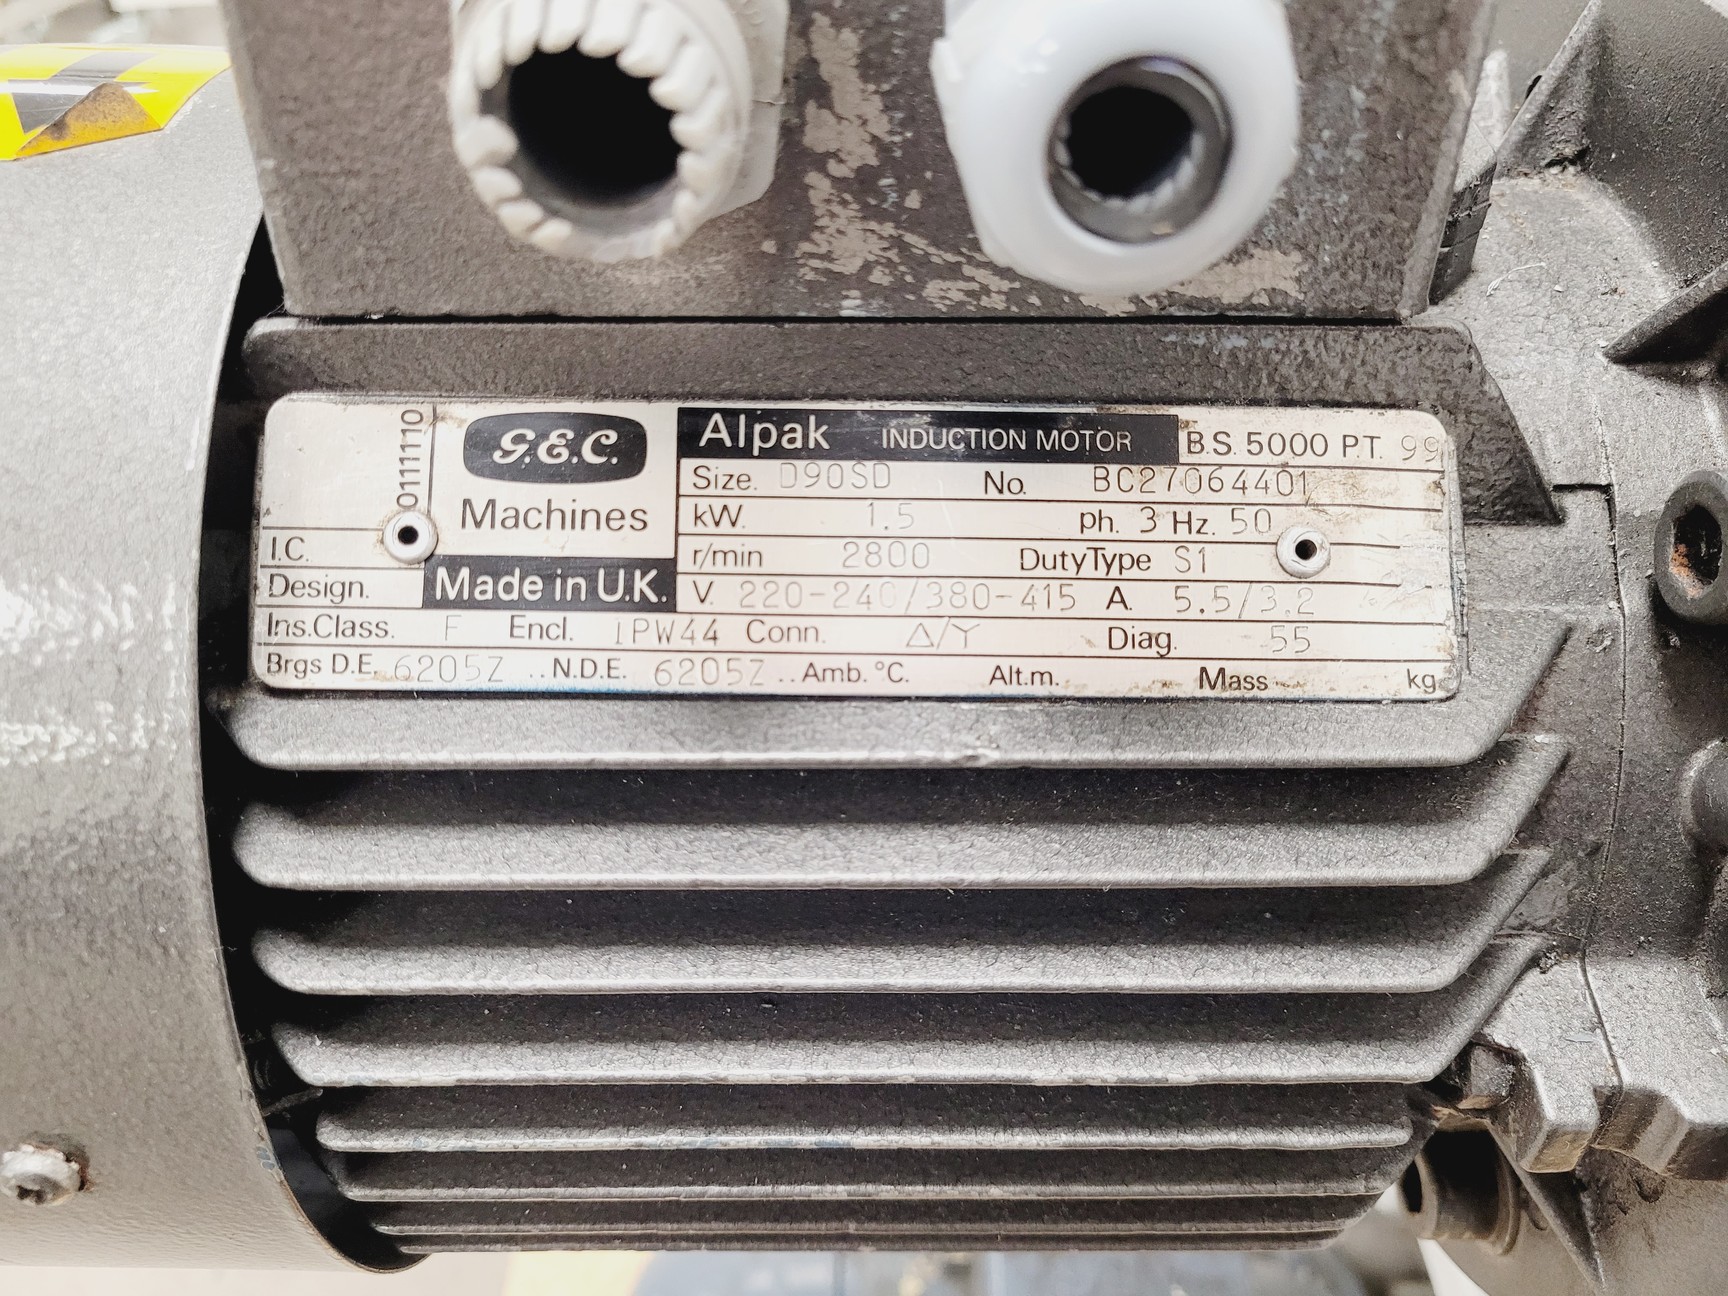 01111110
G.E.C.
Machines
Made in U.K.
Alpak INDUCTION MOTOR B.S. 5000 P.T. 99
Size. D90SD No. BC27064401
kW. 1.5 ph. 3 Hz. 50
r/min 2800 Duty Type S1
V. 220-240/380-415 A. 5.5/3.2
I.C.
Design.
Ins.Class. F Encl. IPW44 Conn. Δ/Y Diag. 55
Brgs D.E. 6205Z .. N.D.E. 6205Z .. Amb. °C. Alt.m. Mass kg